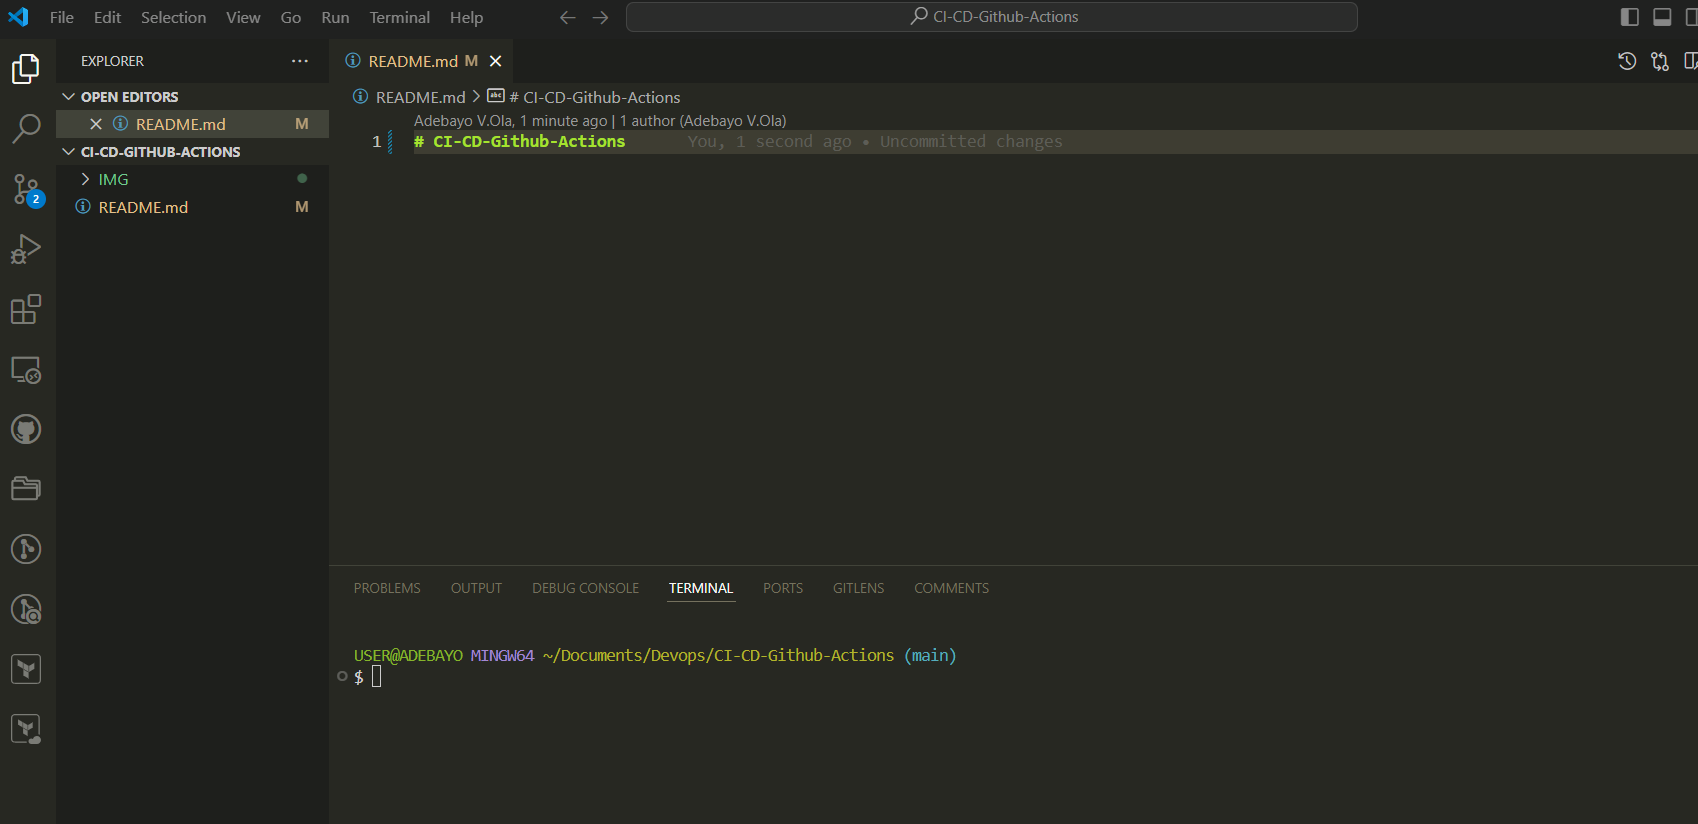 File Edit Selection View Go Run Terminal Help
CI-CD-Github-Actions
EXPLORER
OPEN EDITORS
README.md M
CI-CD-GITHUB-ACTIONS
IMG
README.md M
2
README.md M
README.md > # CI-CD-Github-Actions
Adebayo V.Ola, 1 minute ago | 1 author (Adebayo V.Ola)
1 # CI-CD-Github-Actions You, 1 second ago • Uncommitted changes
PROBLEMS OUTPUT DEBUG CONSOLE TERMINAL PORTS GITLENS COMMENTS
USER@ADEBAYO MINGW64 ~/Documents/Devops/CI-CD-Github-Actions (main)
$